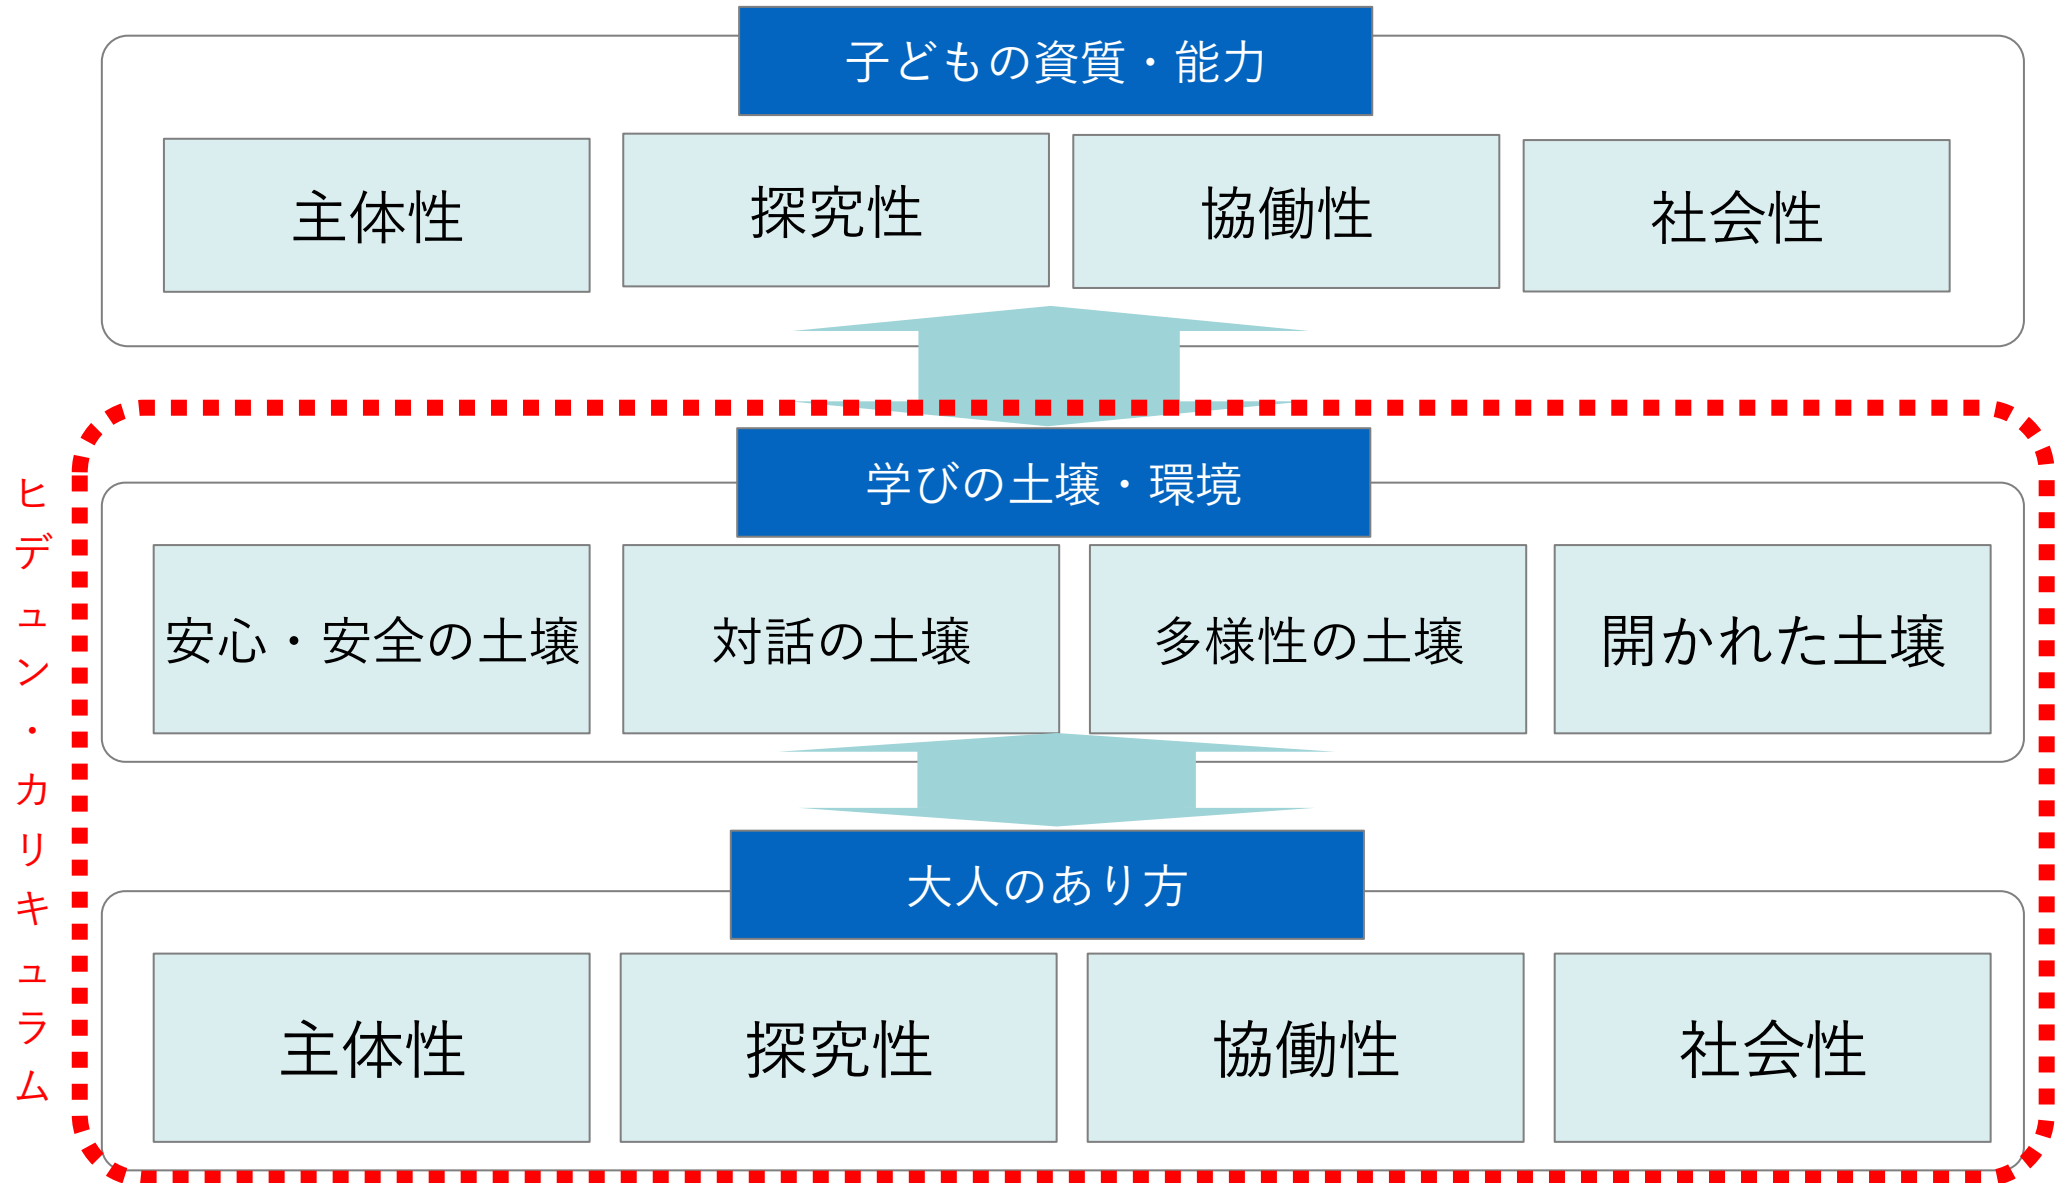 子どもの資質・能力
主体性
探究性
協働性
社会性
学びの土壌・環境
安心・安全の土壌
対話の土壌
多様性の土壌
開かれた土壌
大人のあり方
主体性
探究性
協働性
社会性
ヒデュン・カリキュラム